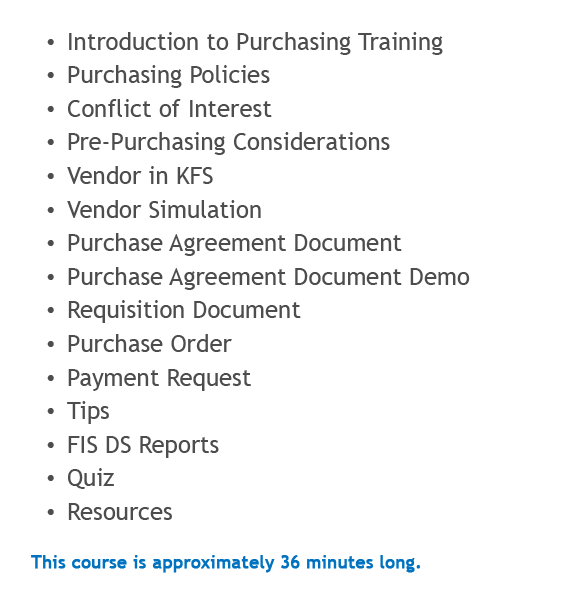 • Introduction to Purchasing Training
• Purchasing Policies
• Conflict of Interest
• Pre-Purchasing Considerations
• Vendor in KFS
• Vendor Simulation
• Purchase Agreement Document
• Purchase Agreement Document Demo
• Requisition Document
• Purchase Order
• Payment Request
• Tips
• FIS DS Reports
• Quiz
• Resources
This course is approximately 36 minutes long.